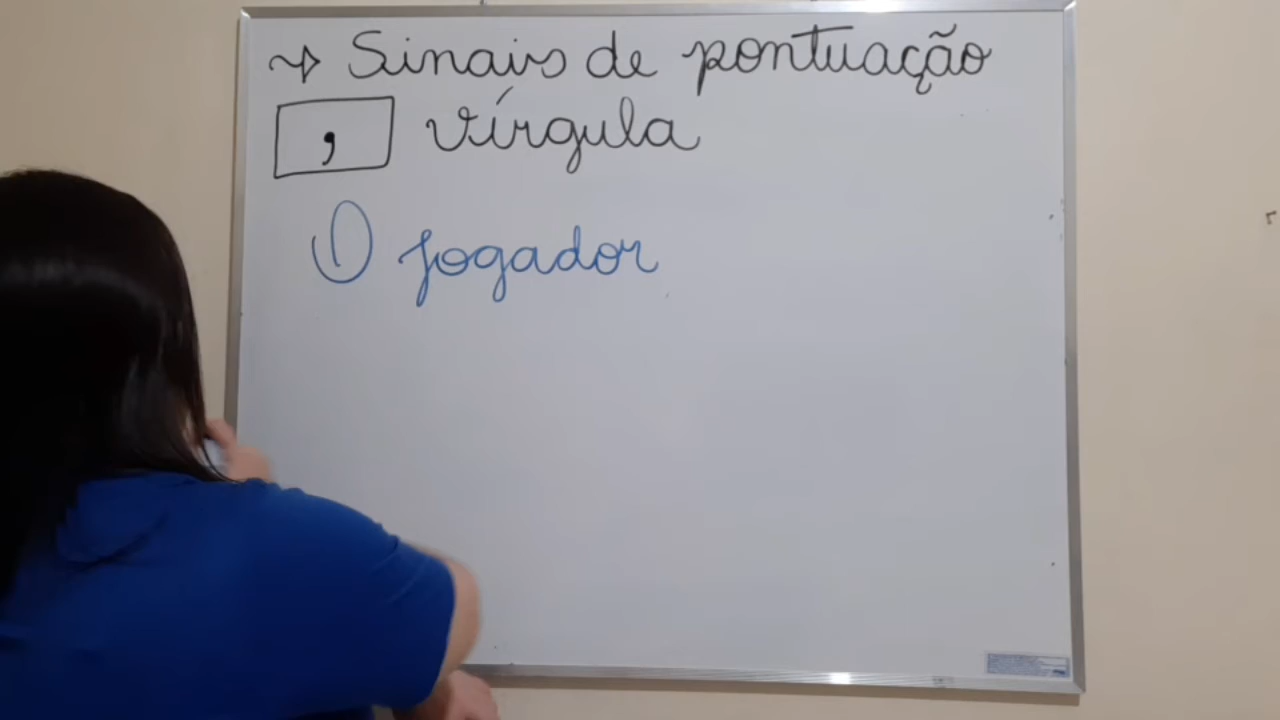 Sinais de pontuação
, vírgula
1) jogador